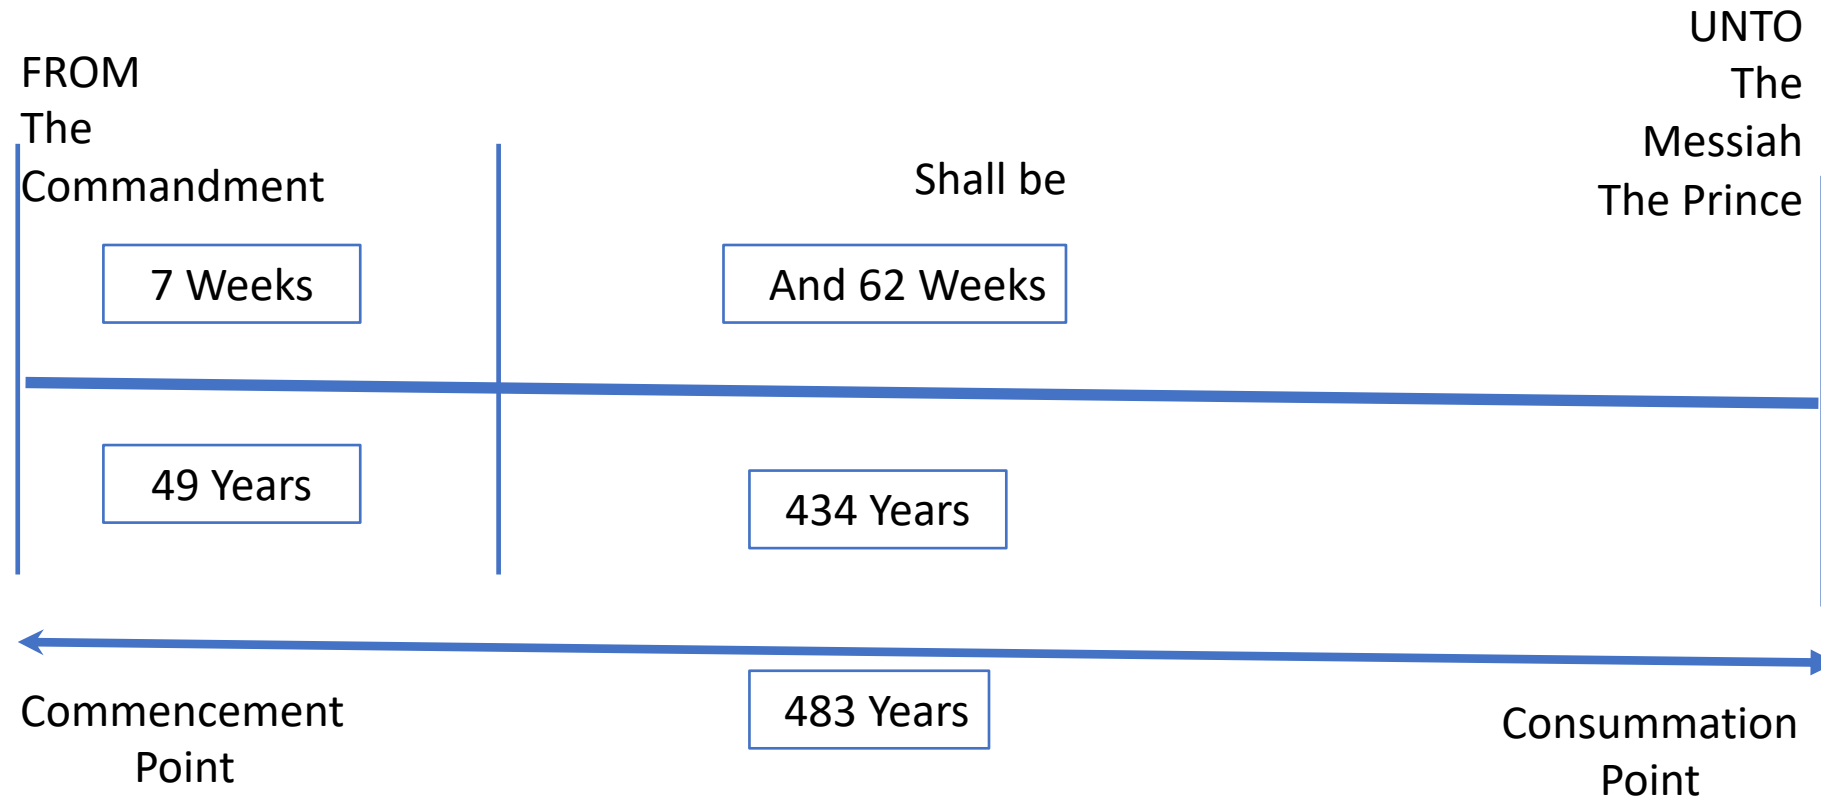 FROM
The
Commandment
Shall be
UNTO
The
Messiah
The Prince
7 Weeks
And 62 Weeks
49 Years
434 Years
483 Years
Commencement
Point
Consummation
Point